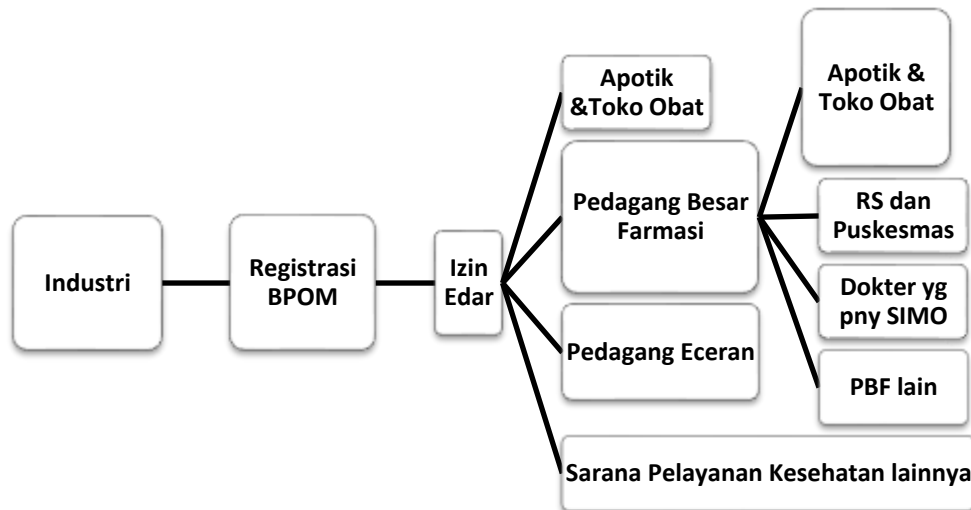 Industri
Registrasi
BPOM
Izin
Edar
Apotik
&Toko Obat
Pedagang Besar
Farmasi
Pedagang Eceran
Sarana Pelayanan Kesehatan lainnya
Apotik &
Toko Obat
RS dan
Puskesmas
Dokter yg
pny SIMO
PBF lain